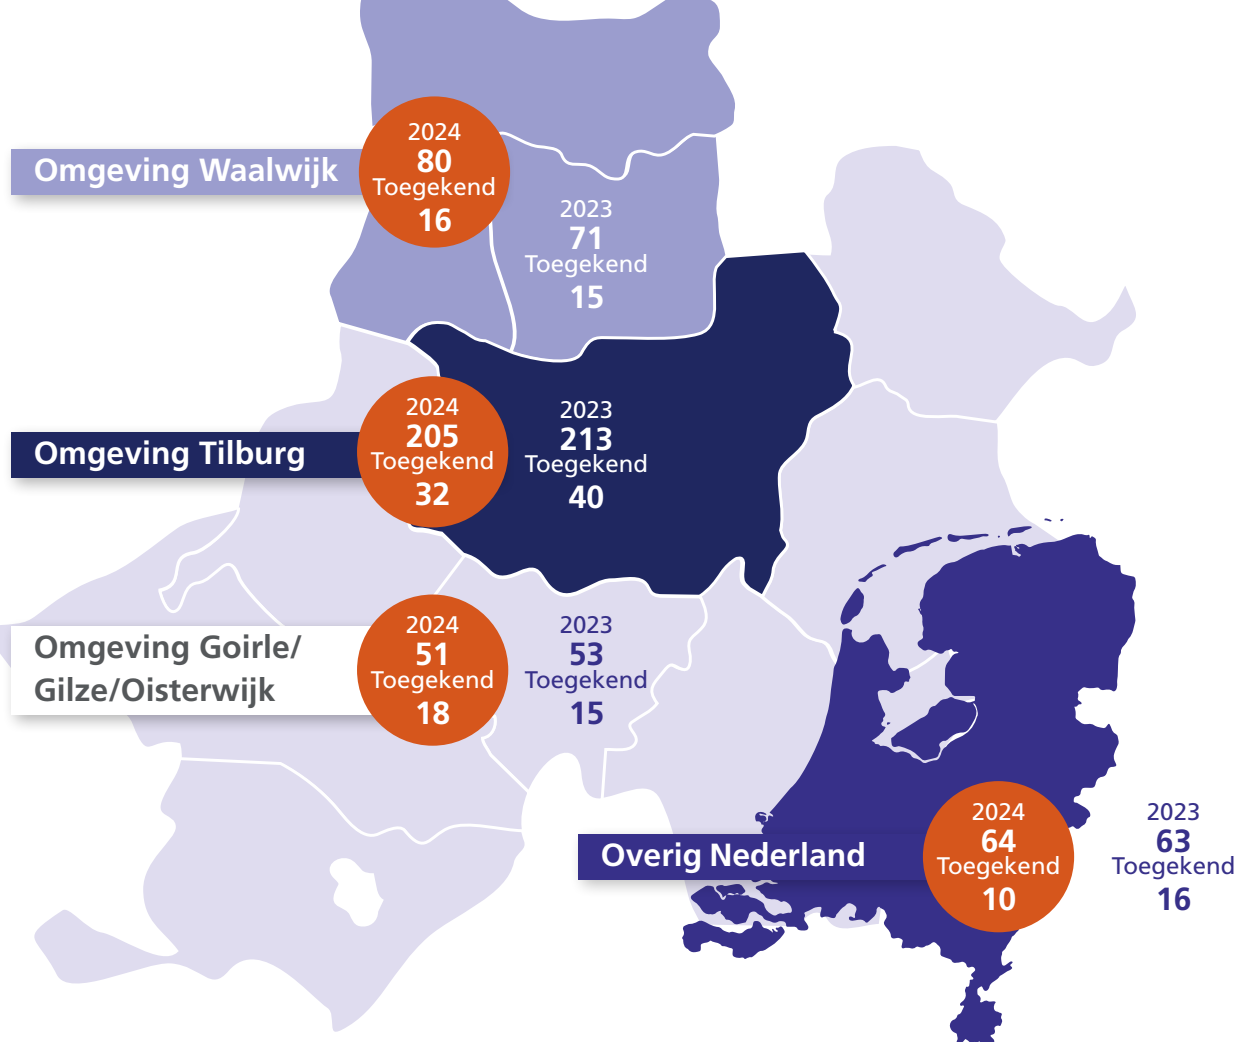 Omgeving Waalwijk
2024
80
Toegekend
16
2023
71
Toegekend
15
Omgeving Tilburg
2024
205
Toegekend
32
2023
213
Toegekend
40
Omgeving Goirle/
Gilze/Oisterwijk
2024
51
Toegekend
18
2023
53
Toegekend
15
Overig Nederland
2024
64
Toegekend
10
2023
63
Toegekend
16